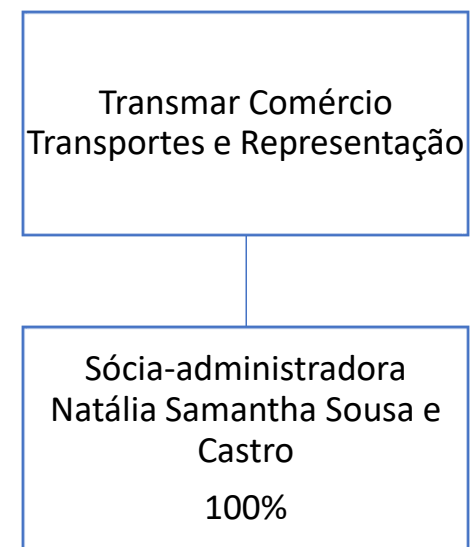 Transmar Comércio
Transportes e Representação
Sócia-administradora
Natália Samantha Sousa e
Castro
100%